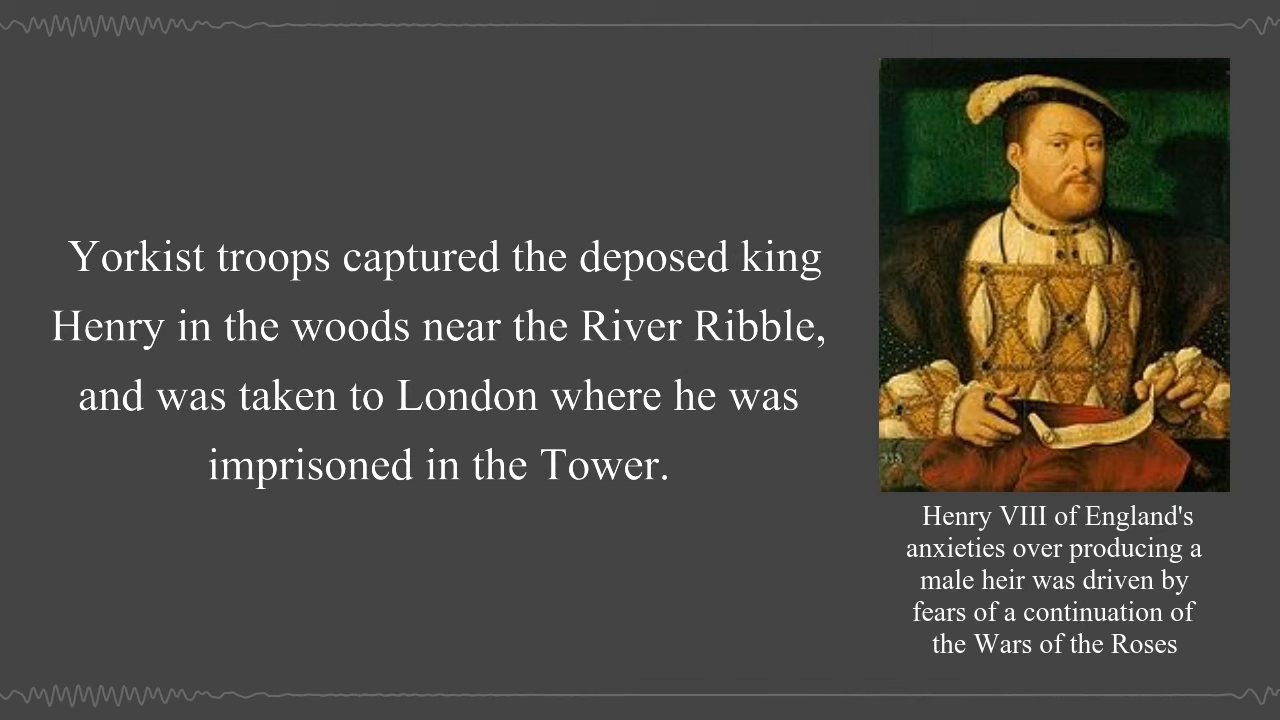 Yorkist troops captured the deposed king
Henry in the woods near the River Ribble,
and was taken to London where he was
imprisoned in the Tower.
Henry VIII of England's
anxieties over producing a
male heir was driven by
fears of a continuation of
the Wars of the Roses